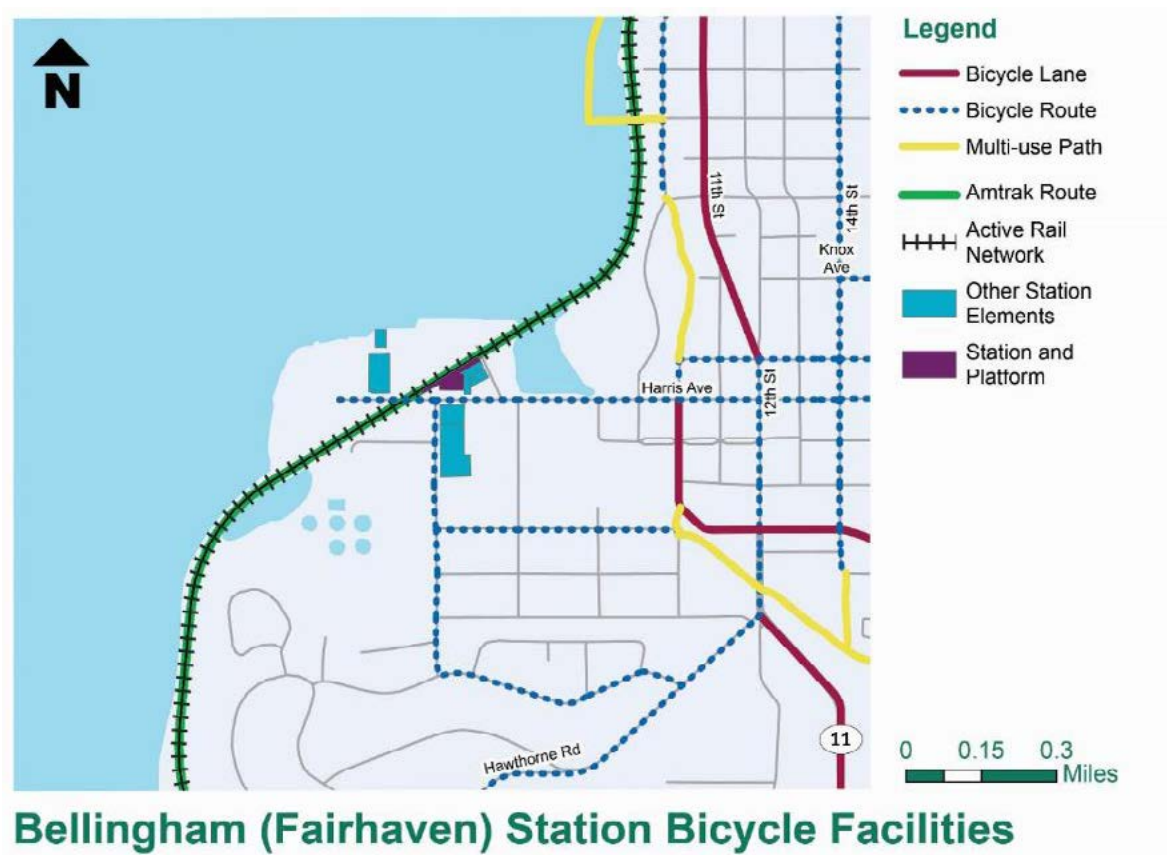 N
11th St
14th St
Knox
Ave
Harris Ave
12th St
Hawthorne Rd
11
Legend
Bicycle Lane
Bicycle Route
Multi-use Path
Amtrak Route
Active Rail
Network
Other Station
Elements
Station and
Platform
0 0.15 0.3
Miles
Bellingham (Fairhaven) Station Bicycle Facilities